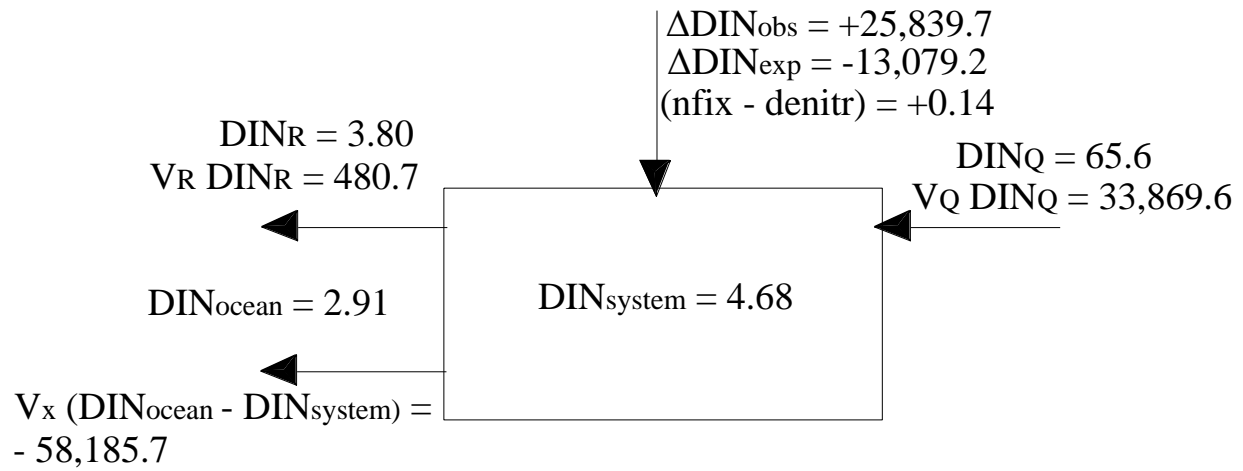 ΔDINobs = +25,839.7
ΔDINexp = -13,079.2
(nfix - denitr) = +0.14
DINR = 3.80
VR DINR = 480.7
DINQ = 65.6
VQ DINQ = 33,869.6
DINocean = 2.91
DINsystem = 4.68
Vx (DINocean - DINsystem) =
- 58,185.7